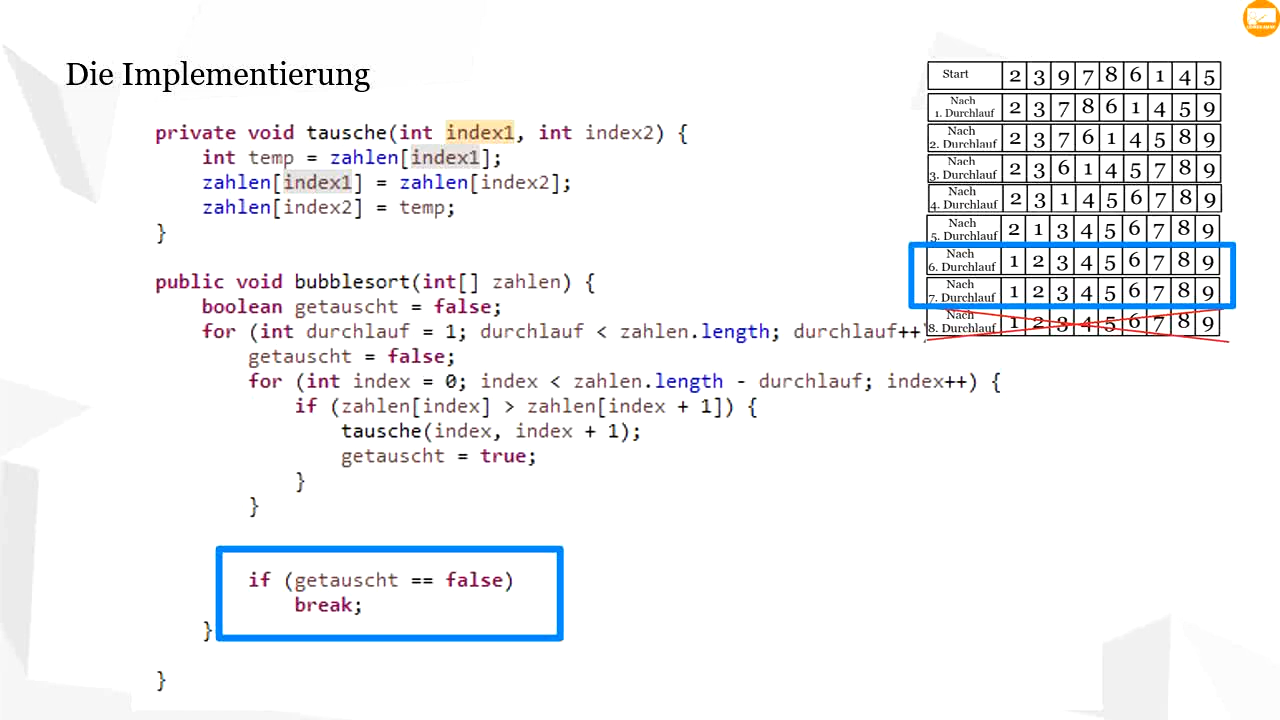 Die Implementierung
private void tausche(int index1, int index2) {
int temp = zahlen[index1];
zahlen[index1] = zahlen[index2];
zahlen[index2] = temp;
}
public void bubblesort(int[] zahlen) {
boolean getauscht = false;
for (int durchlauf = 1; durchlauf < zahlen.length; durchlauf++)
getauscht = false;
for (int index = 0; index < zahlen.length - durchlauf; index++) {
if (zahlen[index] > zahlen[index + 1]) {
tausche(index, index + 1);
getauscht = true;
}
}
if (getauscht == false)
break;
}
}
Start 2 3 9 7 8 6 1 4 5
Nach
1. Durchlauf 2 3 7 8 6 1 4 5 9
Nach
2. Durchlauf 2 3 7 6 1 4 5 8 9
Nach
3. Durchlauf 2 3 6 1 4 5 7 8 9
Nach
4. Durchlauf 2 3 1 4 5 6 7 8 9
Nach
5. Durchlauf 2 1 3 4 5 6 7 8 9
Nach
6. Durchlauf 1 2 3 4 5 6 7 8 9
Nach
7. Durchlauf 1 2 3 4 5 6 7 8 9
Nach
8. Durchlauf 1 2 3 4 5 6 7 8 9